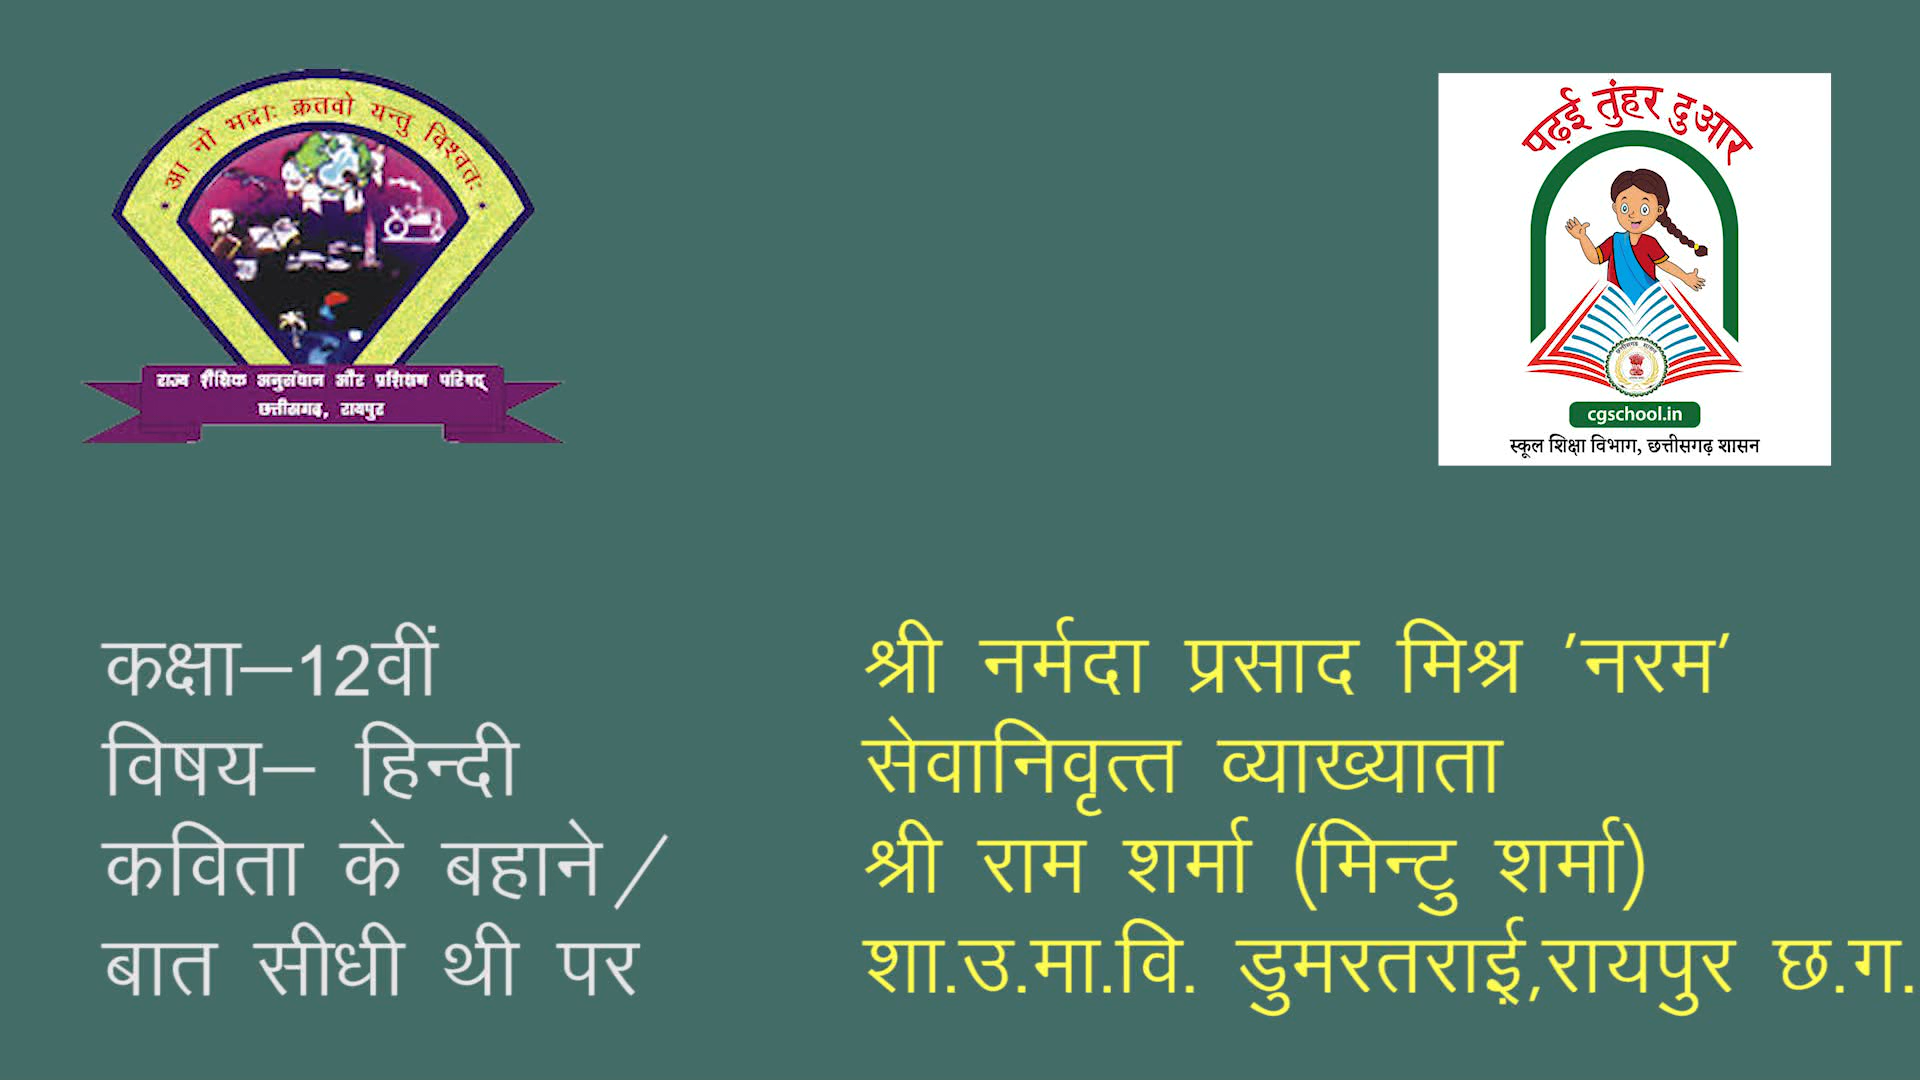 आ नो भद्राः क्रतवो यन्तु विश्वतः
राज्य शैक्षिक अनुसंधान और प्रशिक्षण परिषद्
छत्तीसगढ़, रायपुर
पढ़ई तुंहर दुआर
cgschool.in
स्कूल शिक्षा विभाग, छत्तीसगढ़ शासन
कक्षा–12वीं
विषय– हिन्दी
कविता के बहाने/
बात सीधी थी पर
श्री नर्मदा प्रसाद मिश्र 'नरम'
सेवानिवृत्त व्याख्याता
श्री राम शर्मा (मिन्टु शर्मा)
शा.उ.मा.वि. डुमरतराई़,रायपुर छ.ग.